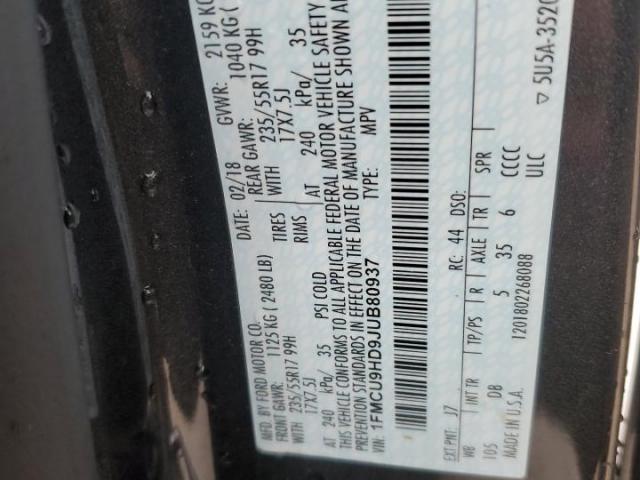 MFD. BY FORD MOTOR CO.
DATE: 02/18 GVWR: 2159 KG
FRONT GAWR: 1125 KG ( 2480 LB) REAR GAWR: 1040 KG (
WITH 235/55R17 99H TIRES WITH 235/55R17 99H
17X7.5J RIMS 17X7.5J
AT 240 kPa/ 35 PSI COLD AT 240 kPa/ 35
THIS VEHICLE CONFORMS TO ALL APPLICABLE FEDERAL MOTOR VEHICLE SAFETY
PREVENTION STANDARDS IN EFFECT ON THE DATE OF MANUFACTURE SHOWN
VIN: 1FMCU9HD9JUB80937 TYPE: MPV
EXT PNT: J7 RC: 44 DSO:
WB INT TR TP/PS R AXLE TR SPR
105 DB 5 35 6 CCCC
MADE IN U.S.A. 1201802268088 ULC
▽ 5U5A-3520